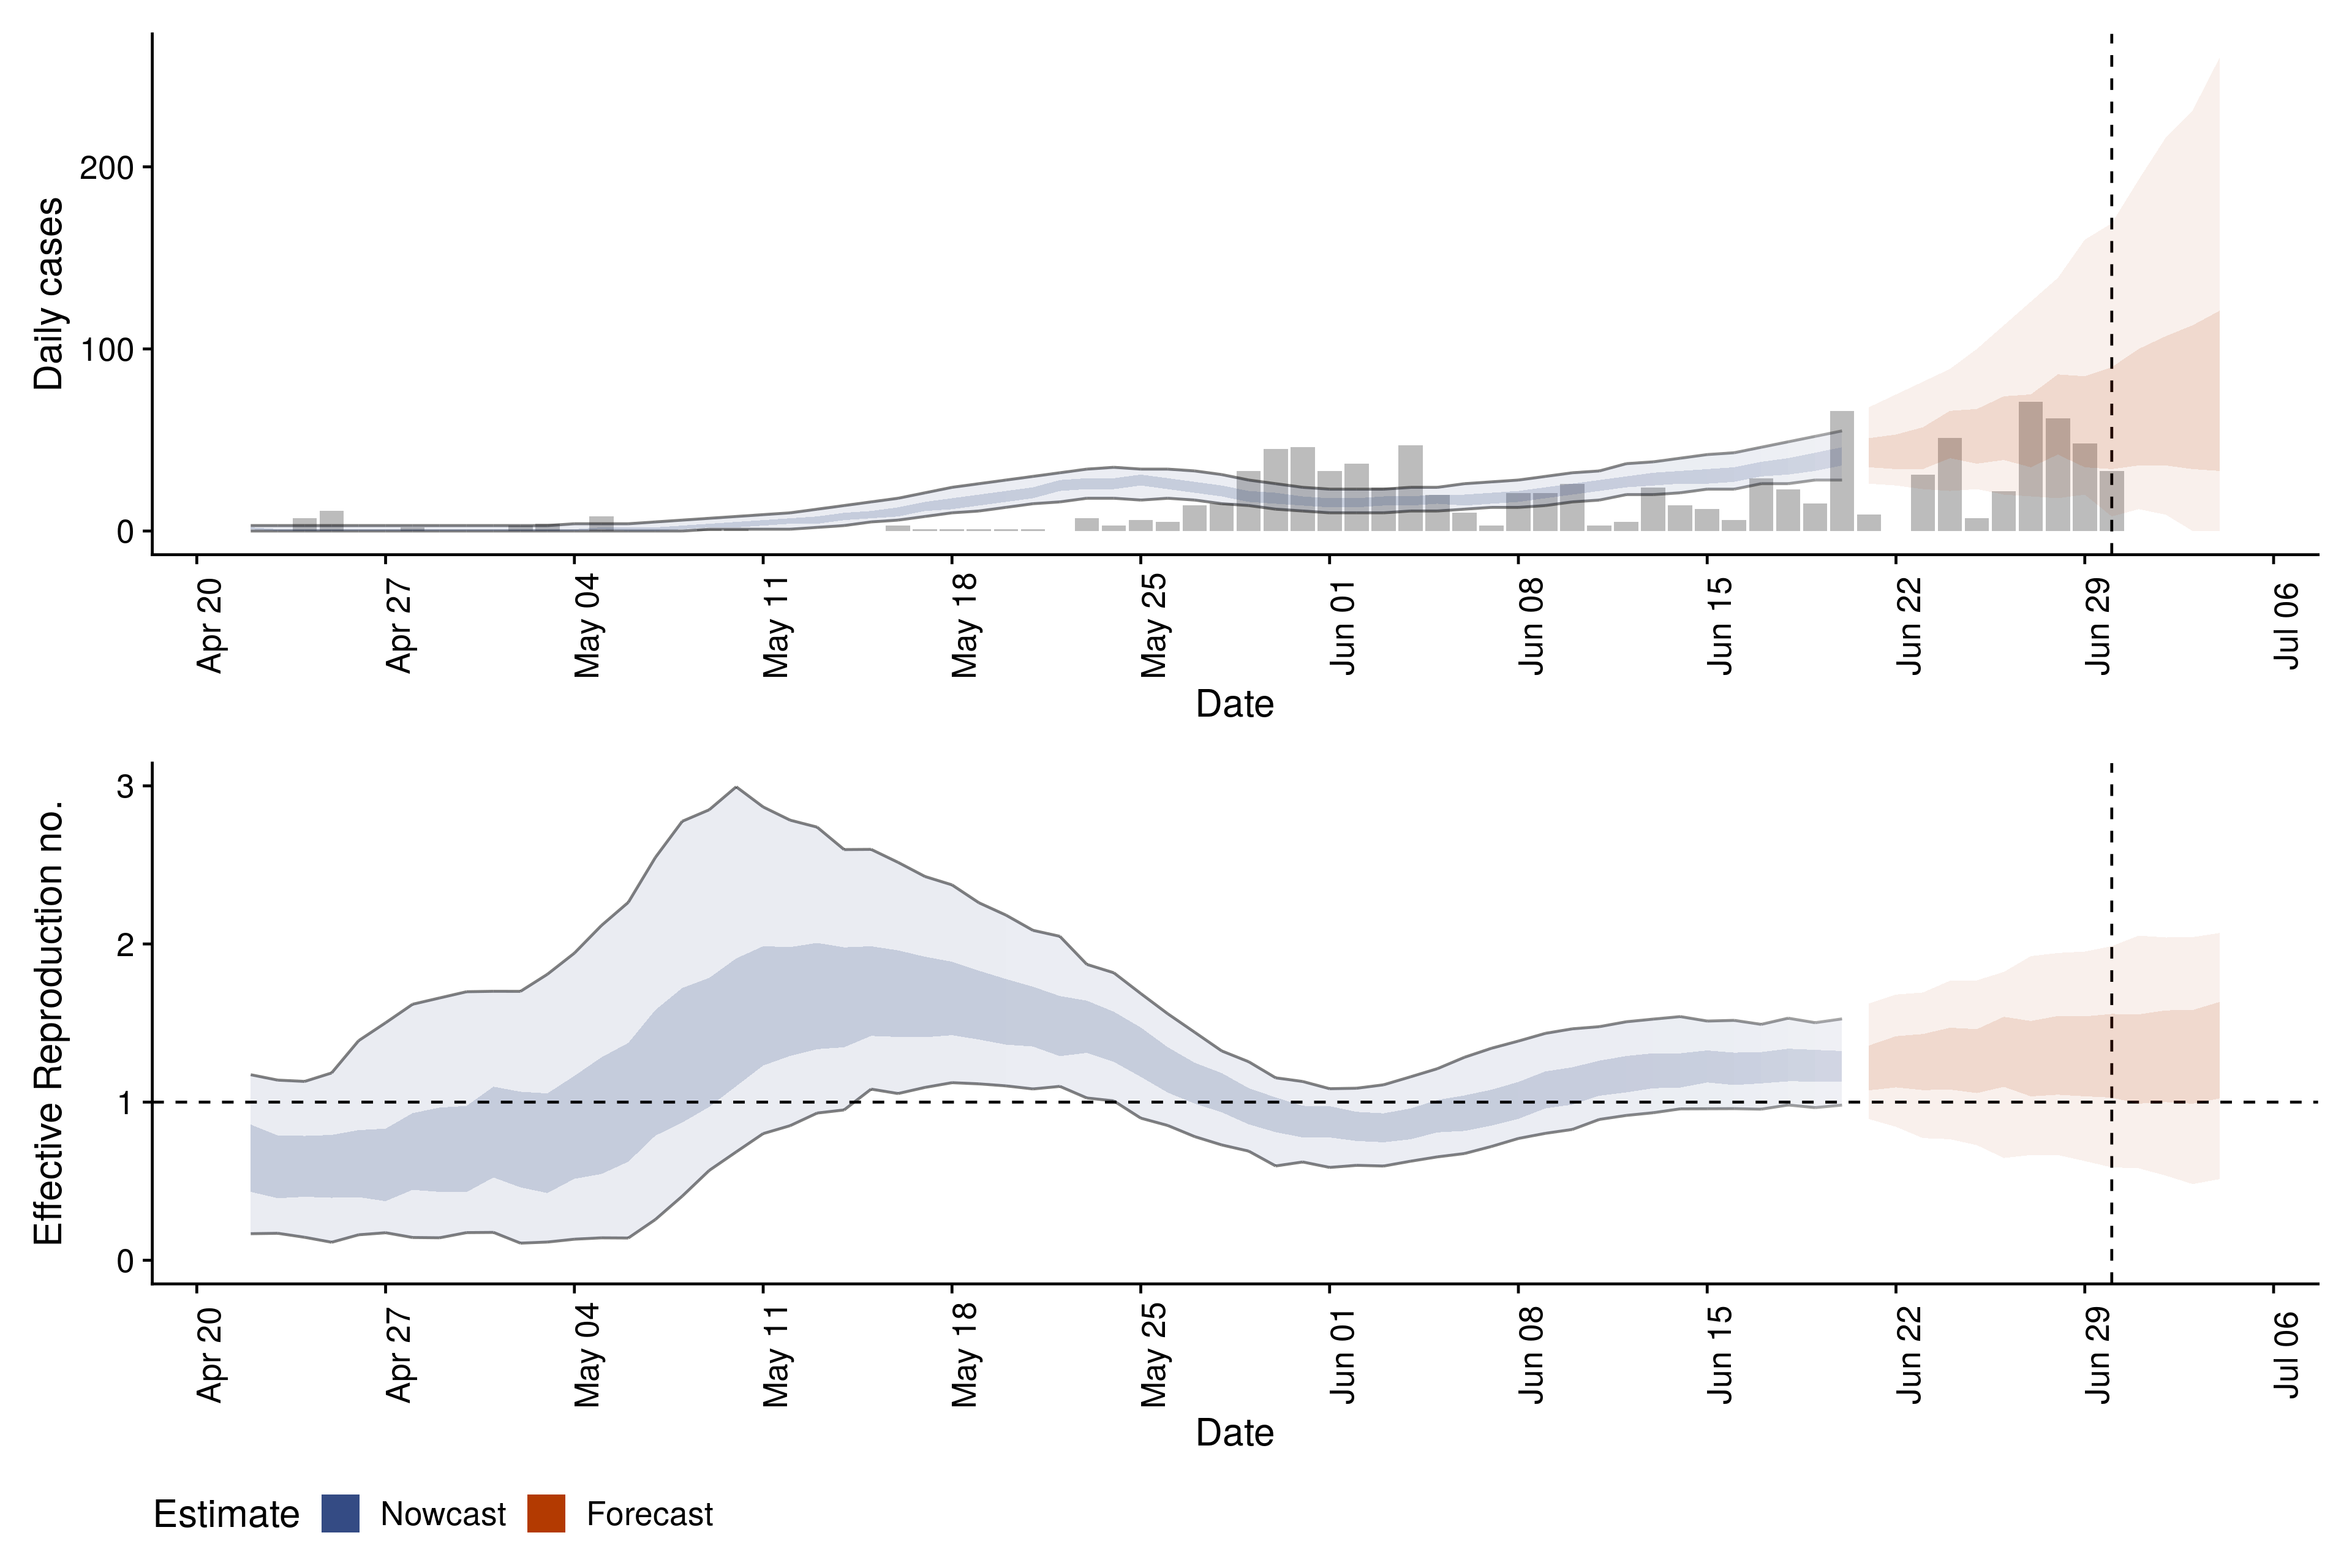 Daily cases
200
100
0
Apr 20
Apr 27
May 04
May 11
May 18
May 25
Jun 01
Jun 08
Jun 15
Jun 22
Jun 29
Jul 06
Date
Effective Reproduction no.
3
2
1
0
Apr 20
Apr 27
May 04
May 11
May 18
May 25
Jun 01
Jun 08
Jun 15
Jun 22
Jun 29
Jul 06
Date
Estimate Nowcast Forecast